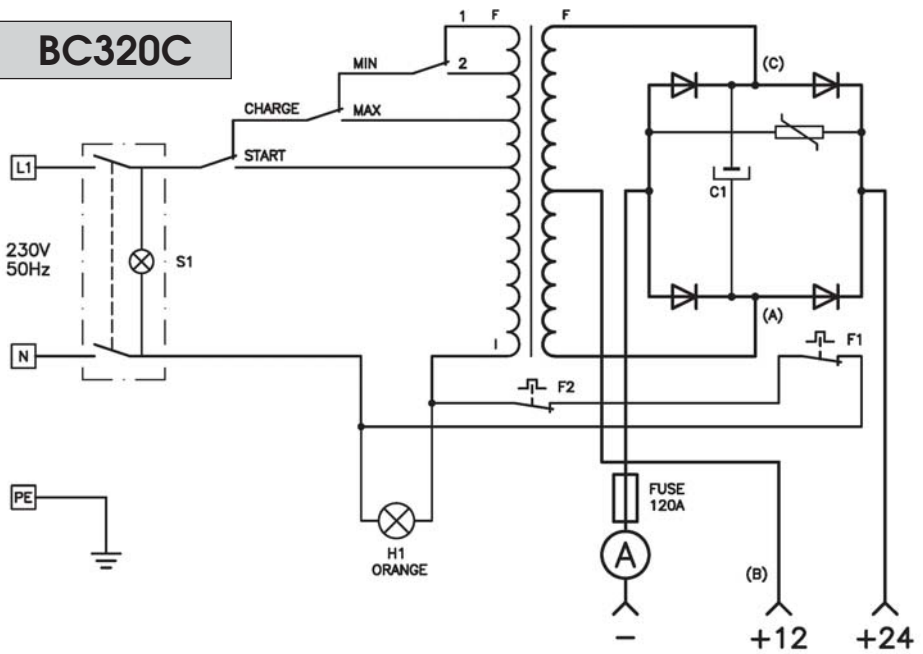 BC320C
1 F F
MIN 2 (C)
CHARGE MAX
L1 START
C1
230V
50Hz
S1
(A)
N I F1
F2
PE
FUSE
120A
H1
ORANGE
A
(B)
– +12 +24